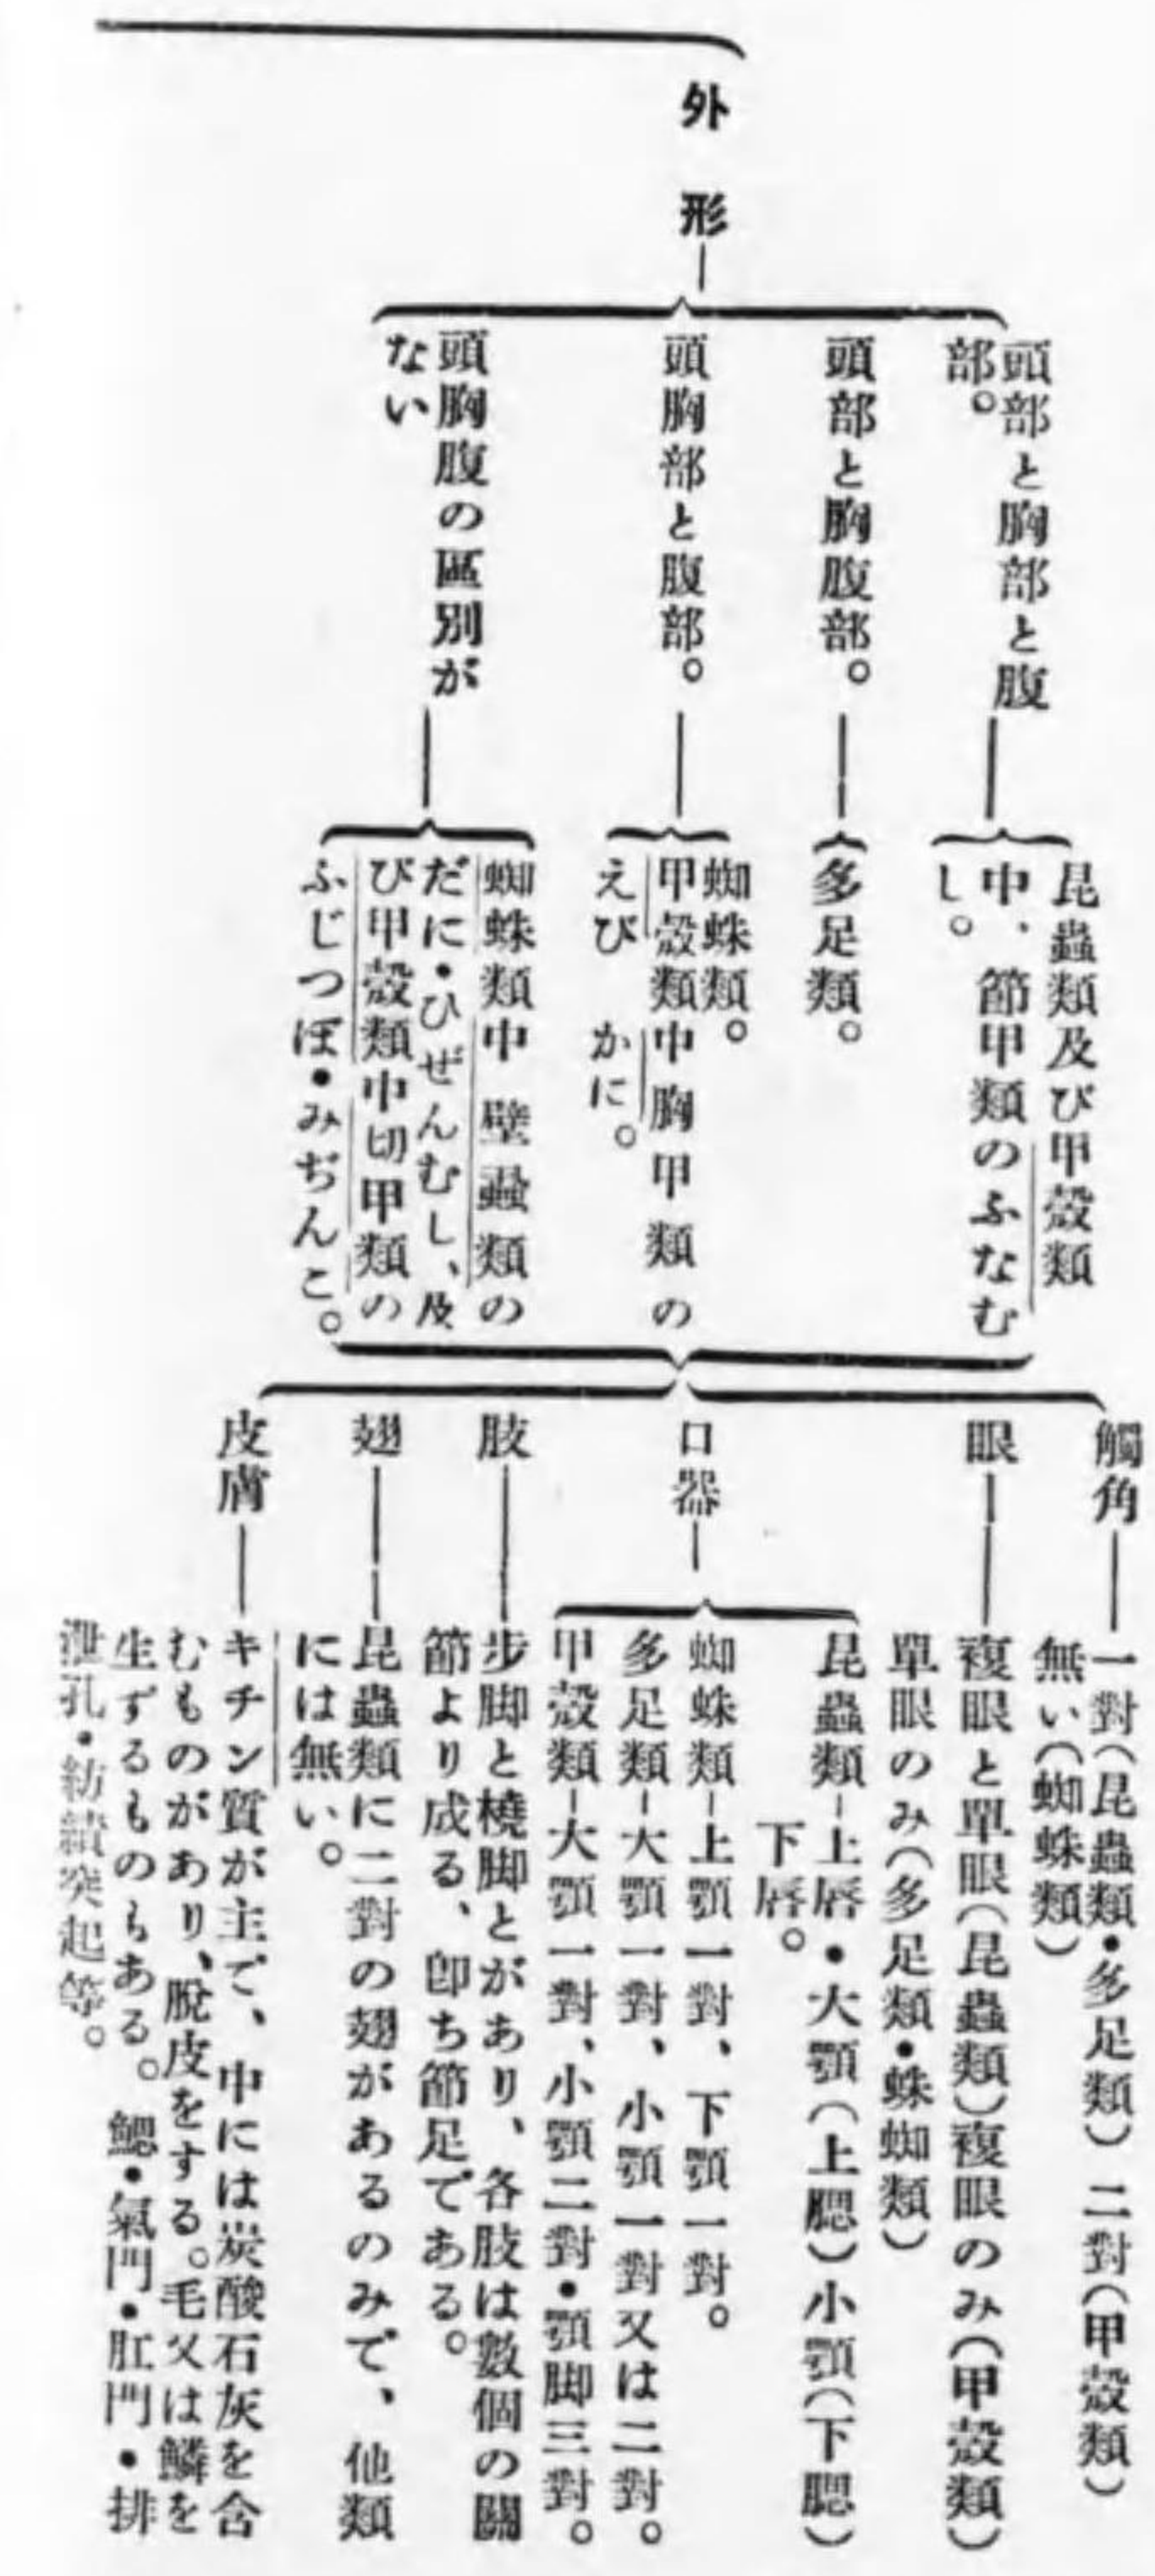 外形
頭部と胸部と腹
部。
頭部と胸腹部。
頭胸部と腹部。
頭胸腹の區別が
ない
昆蟲類及び甲殼類
中、節甲類のふなむ
し。
多足類。
蜘蛛類。
甲殼類中胸甲類の
えび かに。
蜘蛛類中壁蝨類の
だに・ひぜんむし、及
び甲殼類中切甲類の
ふじつぼ・みぢんこ。
觸角
一對(昆蟲類・多足類)二對(甲殼類)
無い(蜘蛛類)
眼
複眼と單眼(昆蟲類)複眼のみ(甲殼類)
單眼のみ(多足類・蛛蜘類)
口器
昆蟲類―上唇・大顎(上腮)小顎(下腮)
下唇。
蜘蛛類―上顎一對、下顎一對。
多足類―大顎一對、小顎一對又は二對。
甲殼類―大顎一對、小顎二對・顎脚三對。
肢
步脚と橈脚とがあり、各肢は數個の關
節より成る、卽ち節足である。
翅
昆蟲類に二對の翅があるのみで、他類
には無い。
皮膚
キチン質が主で、中には炭酸石灰を含
むものがあり、脫皮をする。毛又は鱗を
生ずるものもある。鰓・氣門・肛門・排
泄孔・紡績突起等。